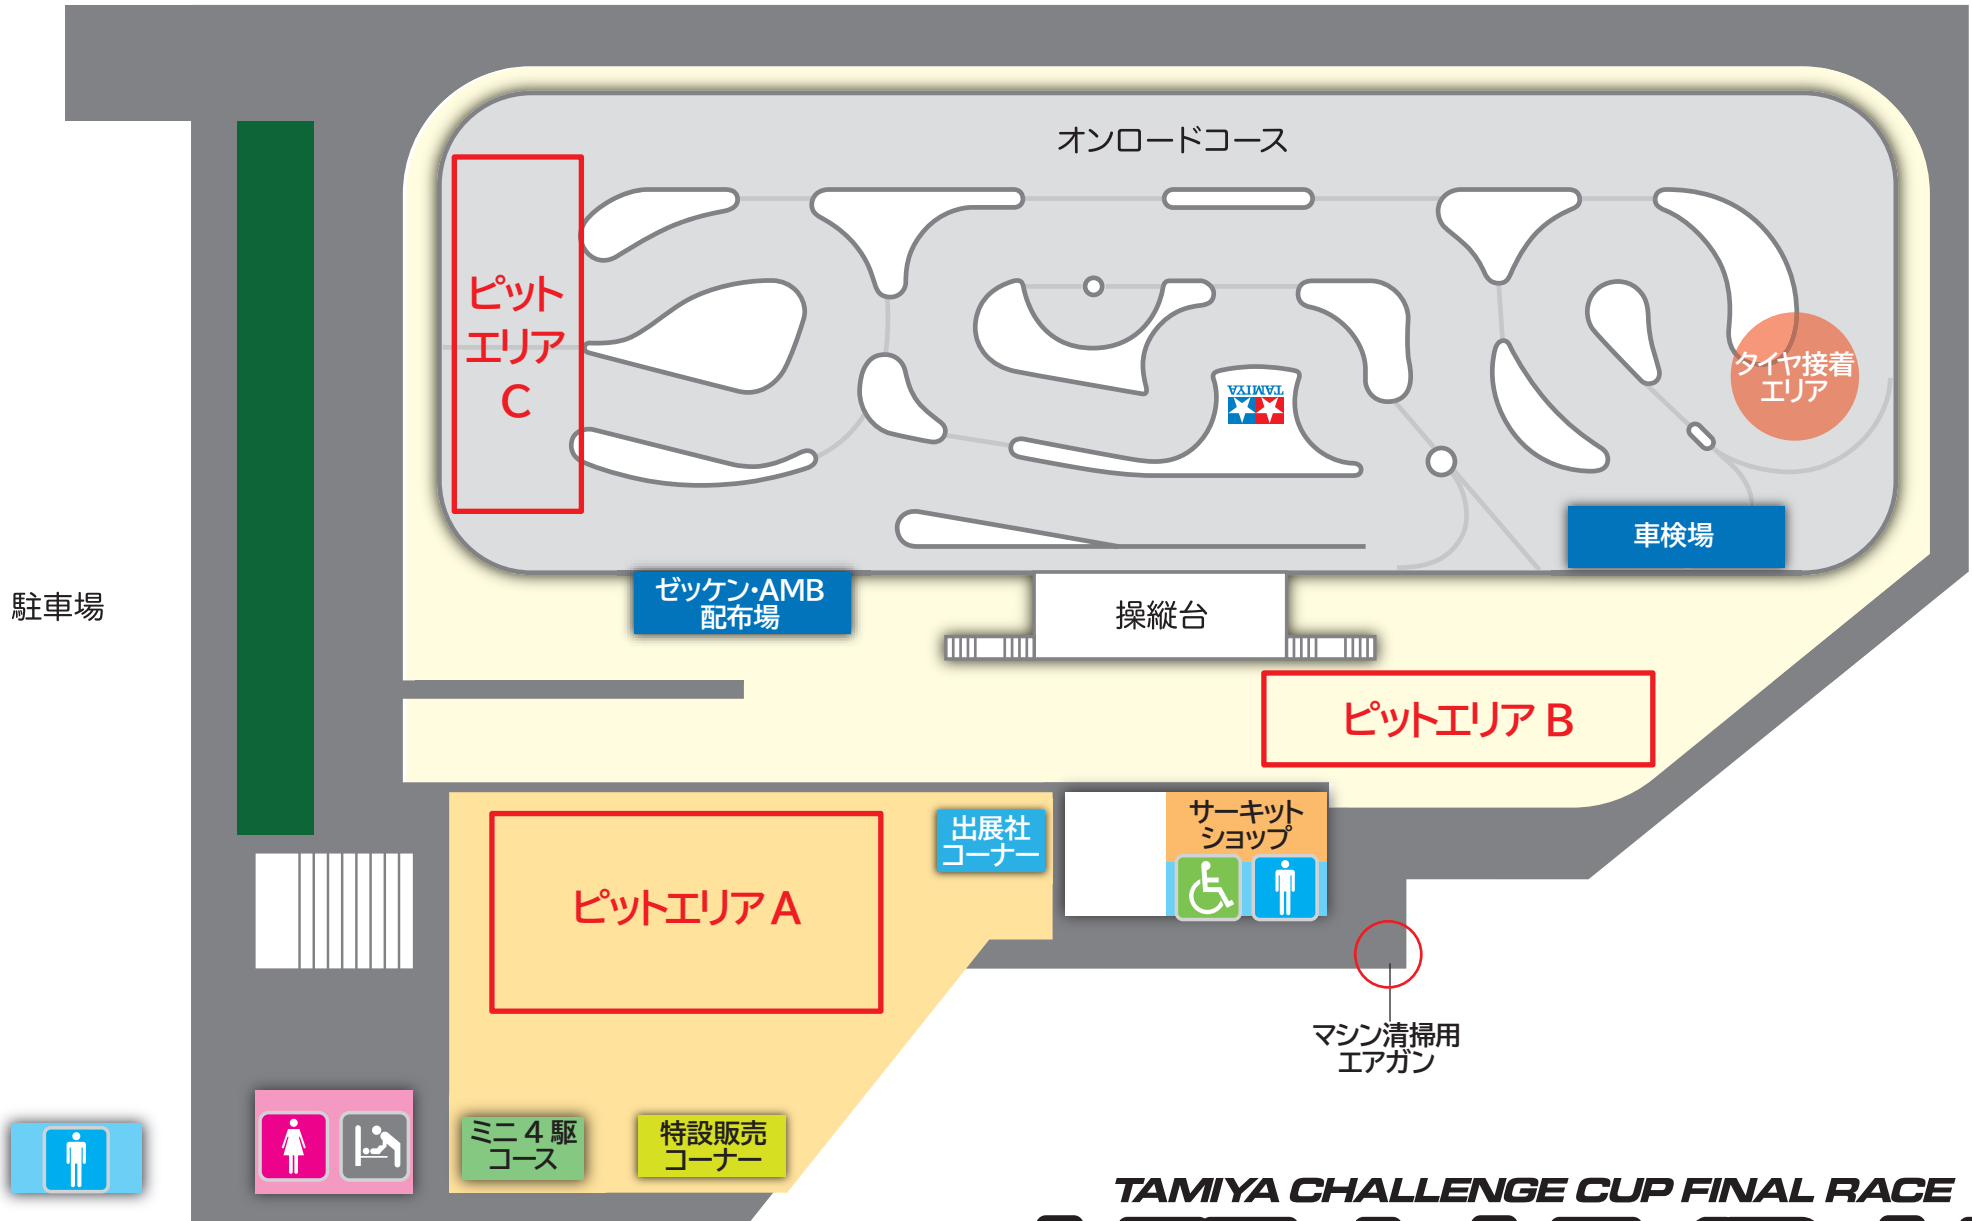 オンロードコース
ピット
エリア
C
TAMIYA
タイヤ接着
エリア
車検場
ゼッケン・AMB
配布場
操縦台
駐車場
ピットエリア B
サーキット
ショップ
出展社
コーナー
ピットエリア A
マシン清掃用
エアガン
ミニ4駆
コース
特設販売
コーナー
TAMIYA CHALLENGE CUP FINAL RACE